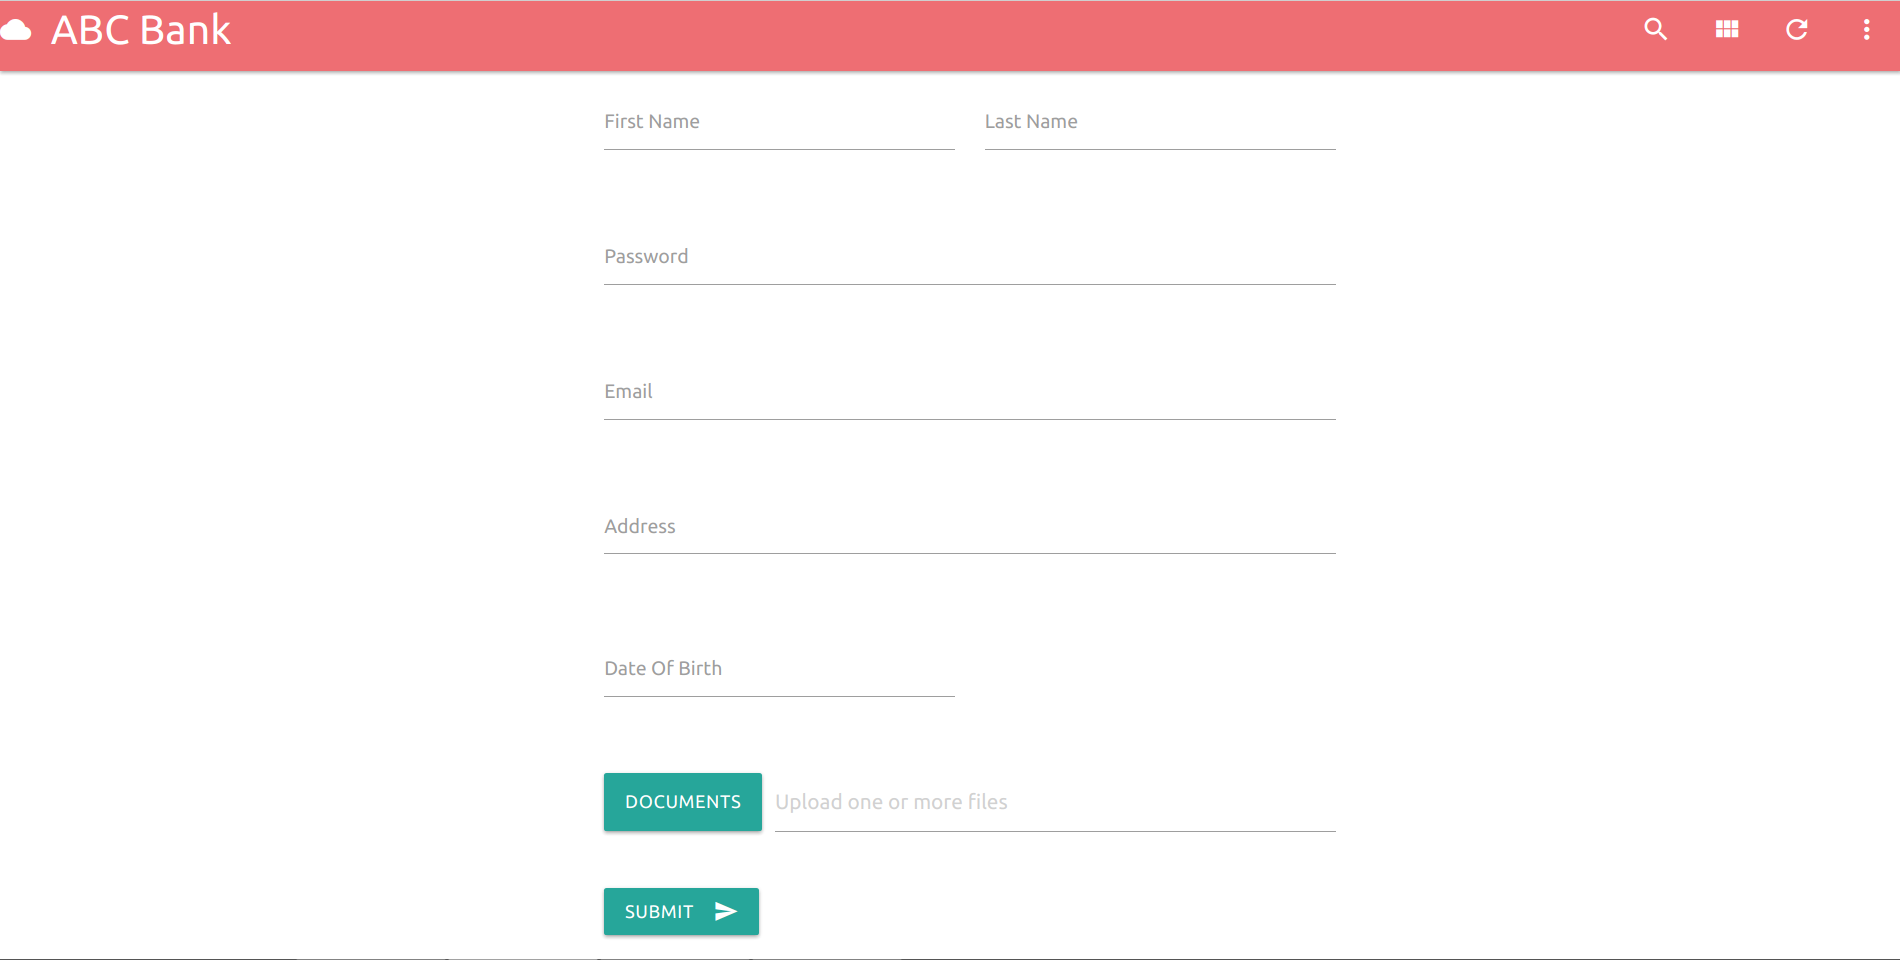 ABC Bank
First Name
Last Name
Password
Email
Address
Date Of Birth
DOCUMENTS
Upload one or more files
SUBMIT